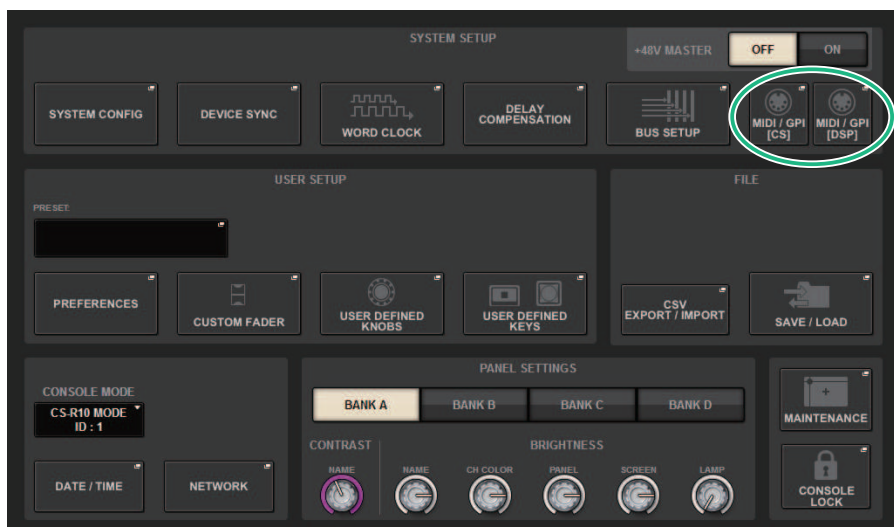 SYSTEM SETUP
+48V MASTER
OFF
ON
SYSTEM CONFIG
DEVICE SYNC
WORD CLOCK
DELAY
COMPENSATION
BUS SETUP
MIDI / GPI
[CS]
MIDI / GPI
[DSP]
USER SETUP
PRESET
PREFERENCES
CUSTOM FADER
USER DEFINED
KNOBS
USER DEFINED
KEYS
FILE
CSV
EXPORT / IMPORT
SAVE / LOAD
CONSOLE MODE
CS-R10 MODE
ID : 1
DATE / TIME
NETWORK
PANEL SETTINGS
BANK A
BANK B
BANK C
BANK D
CONTRAST
BRIGHTNESS
NAME
NAME
CH COLOR
PANEL
SCREEN
LAMP
MAINTENANCE
CONSOLE
LOCK